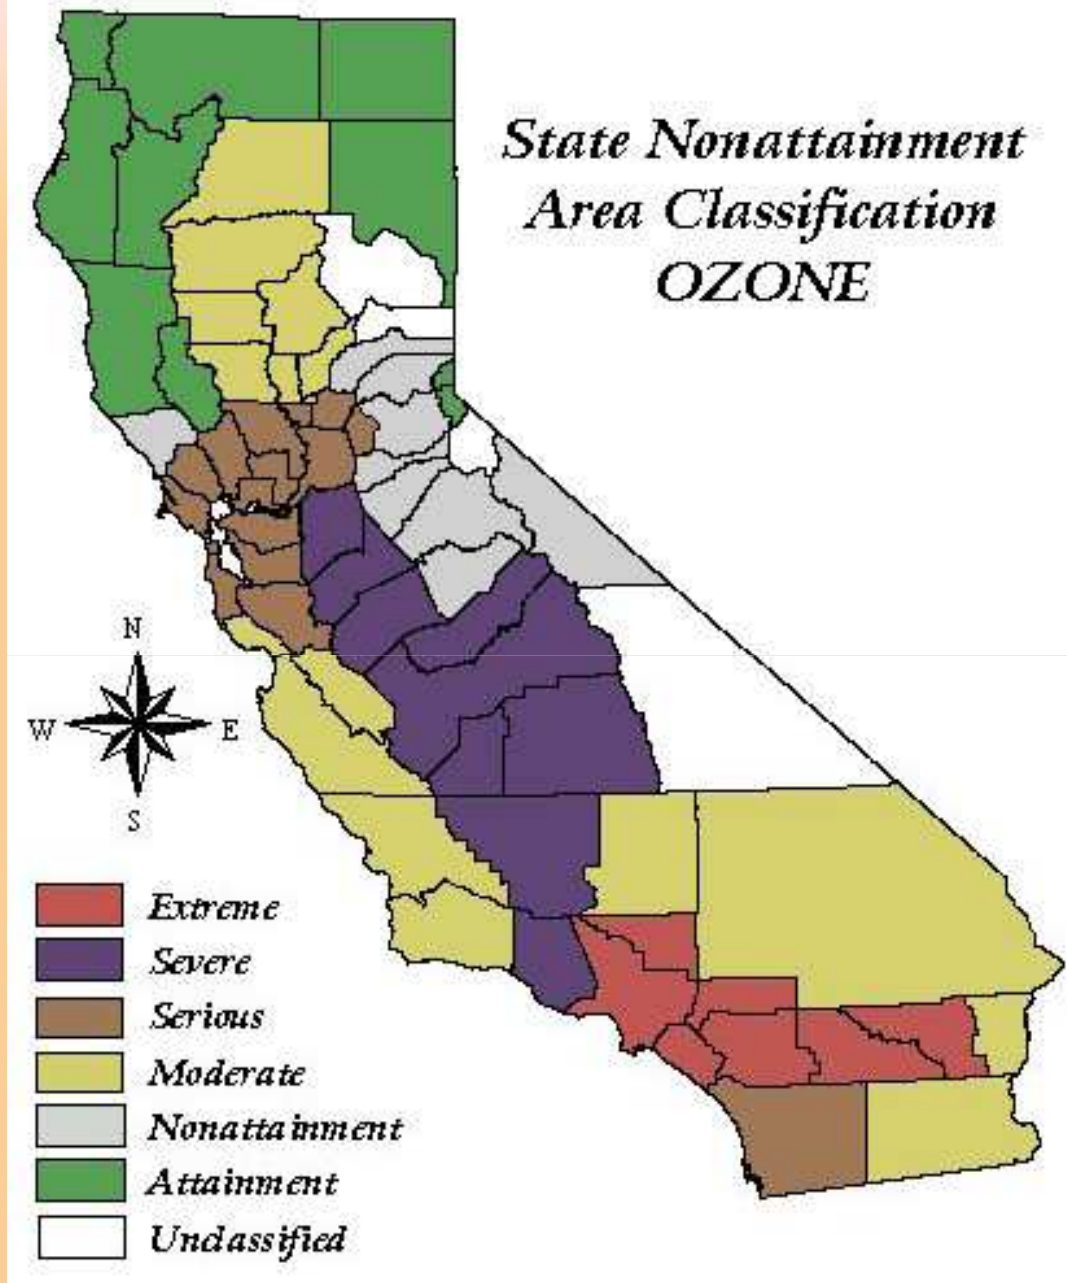 State Nonattainment
Area Classification
OZONE
N
W E
S
Extreme
Severe
Serious
Moderate
Nonattainment
Attainment
Unclassified